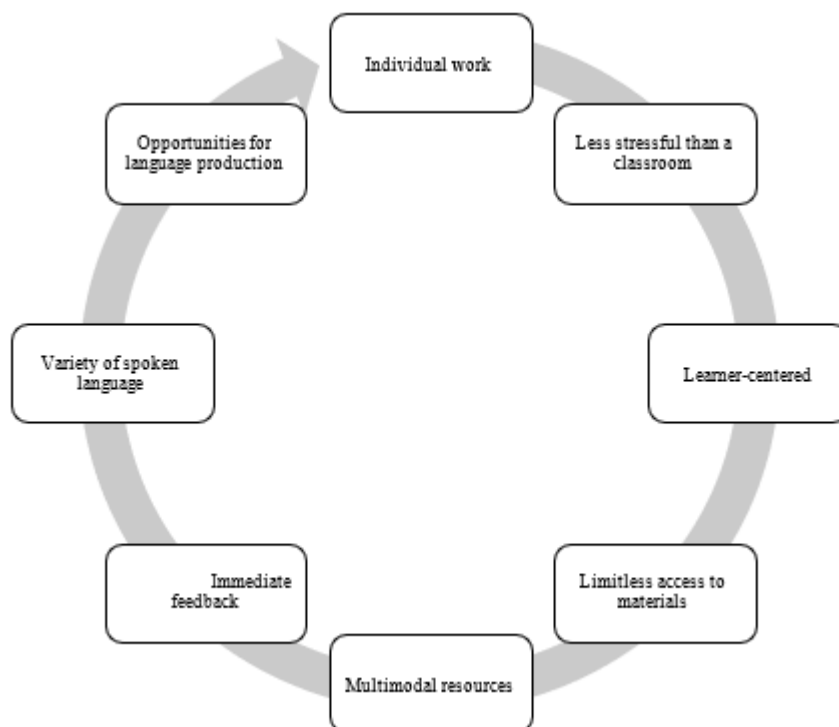 Individual work
Less stressful than a
classroom
Learner-centered
Limitless access to
materials
Multimodal resources
Immediate
feedback
Variety of spoken
language
Opportunities for
language production